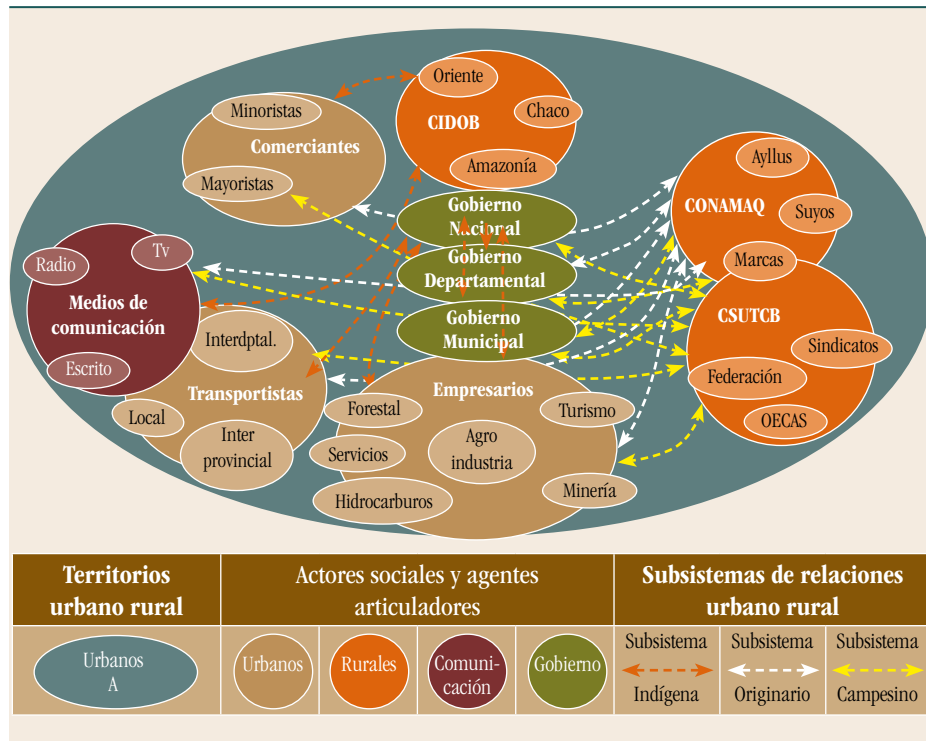 Oriente
Chaco
CIDOB
Amazonía
Minoristas
Comerciantes
Mayoristas
Ayllus
CONAMAQ
Suyos
Marcas
Gobierno
Nacional
Gobierno
Departamental
Gobierno
Municipal
Radio
Tv
Medios de
comunicación
Escrito
CSUTCB
Sindicatos
Federación
OECAS
Interdptal.
Transportistas
Local
Inter
provincial
Empresarios
Forestal
Turismo
Servicios
Agro
industria
Hidrocarburos
Minería
Territorios
urbano rural
Actores sociales y agentes
articuladores
Subsistemas de relaciones
urbano rural
Urbanos
A
Urbanos
Rurales
Comuni-
cación
Gobierno
Subsistema
Indígena
Subsistema
Originario
Subsistema
Campesino